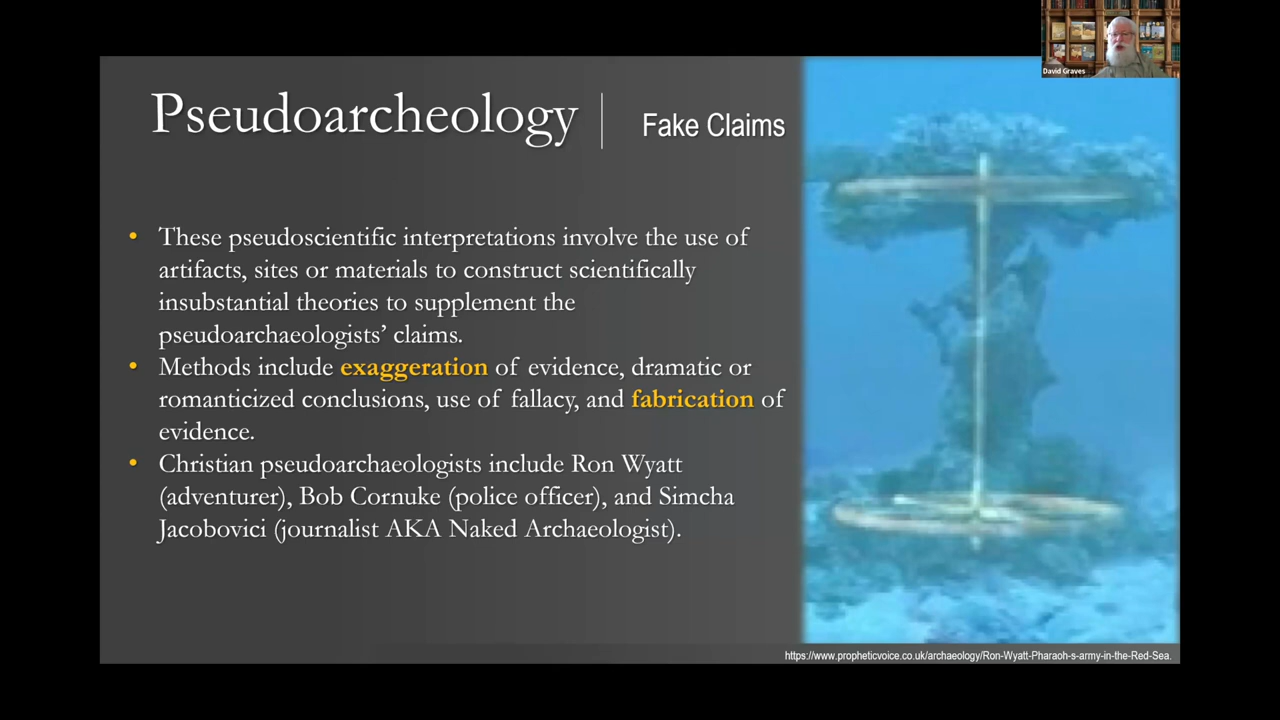 David Graves
Pseudoarcheology
Fake Claims
• These pseudoscientific interpretations involve the use of
artifacts, sites or materials to construct scientifically
insubstantial theories to supplement the
pseudoarchaeologists’ claims.
• Methods include exaggeration of evidence, dramatic or
romanticized conclusions, use of fallacy, and fabrication of
evidence.
• Christian pseudoarchaeologists include Ron Wyatt
(adventurer), Bob Cornuke (police officer), and Simcha
Jacobovici (journalist AKA Naked Archaeologist).
https://www.propheticvoice.co.uk/archaeology/Ron-Wyatt-Pharaoh-s-army-in-the-Red-Sea.